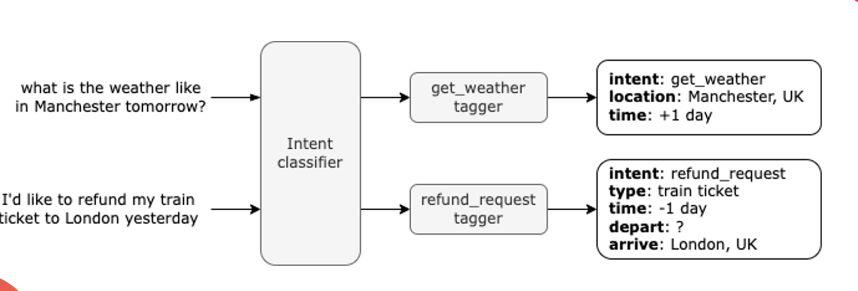 what is the weather like
in Manchester tomorrow?
Intent
classifier
get_weather
tagger
intent: get_weather
location: Manchester, UK
time: +1 day
I'd like to refund my train
ticket to London yesterday
refund_request
tagger
intent: refund_request
type: train ticket
time: -1 day
depart: ?
arrive: London, UK